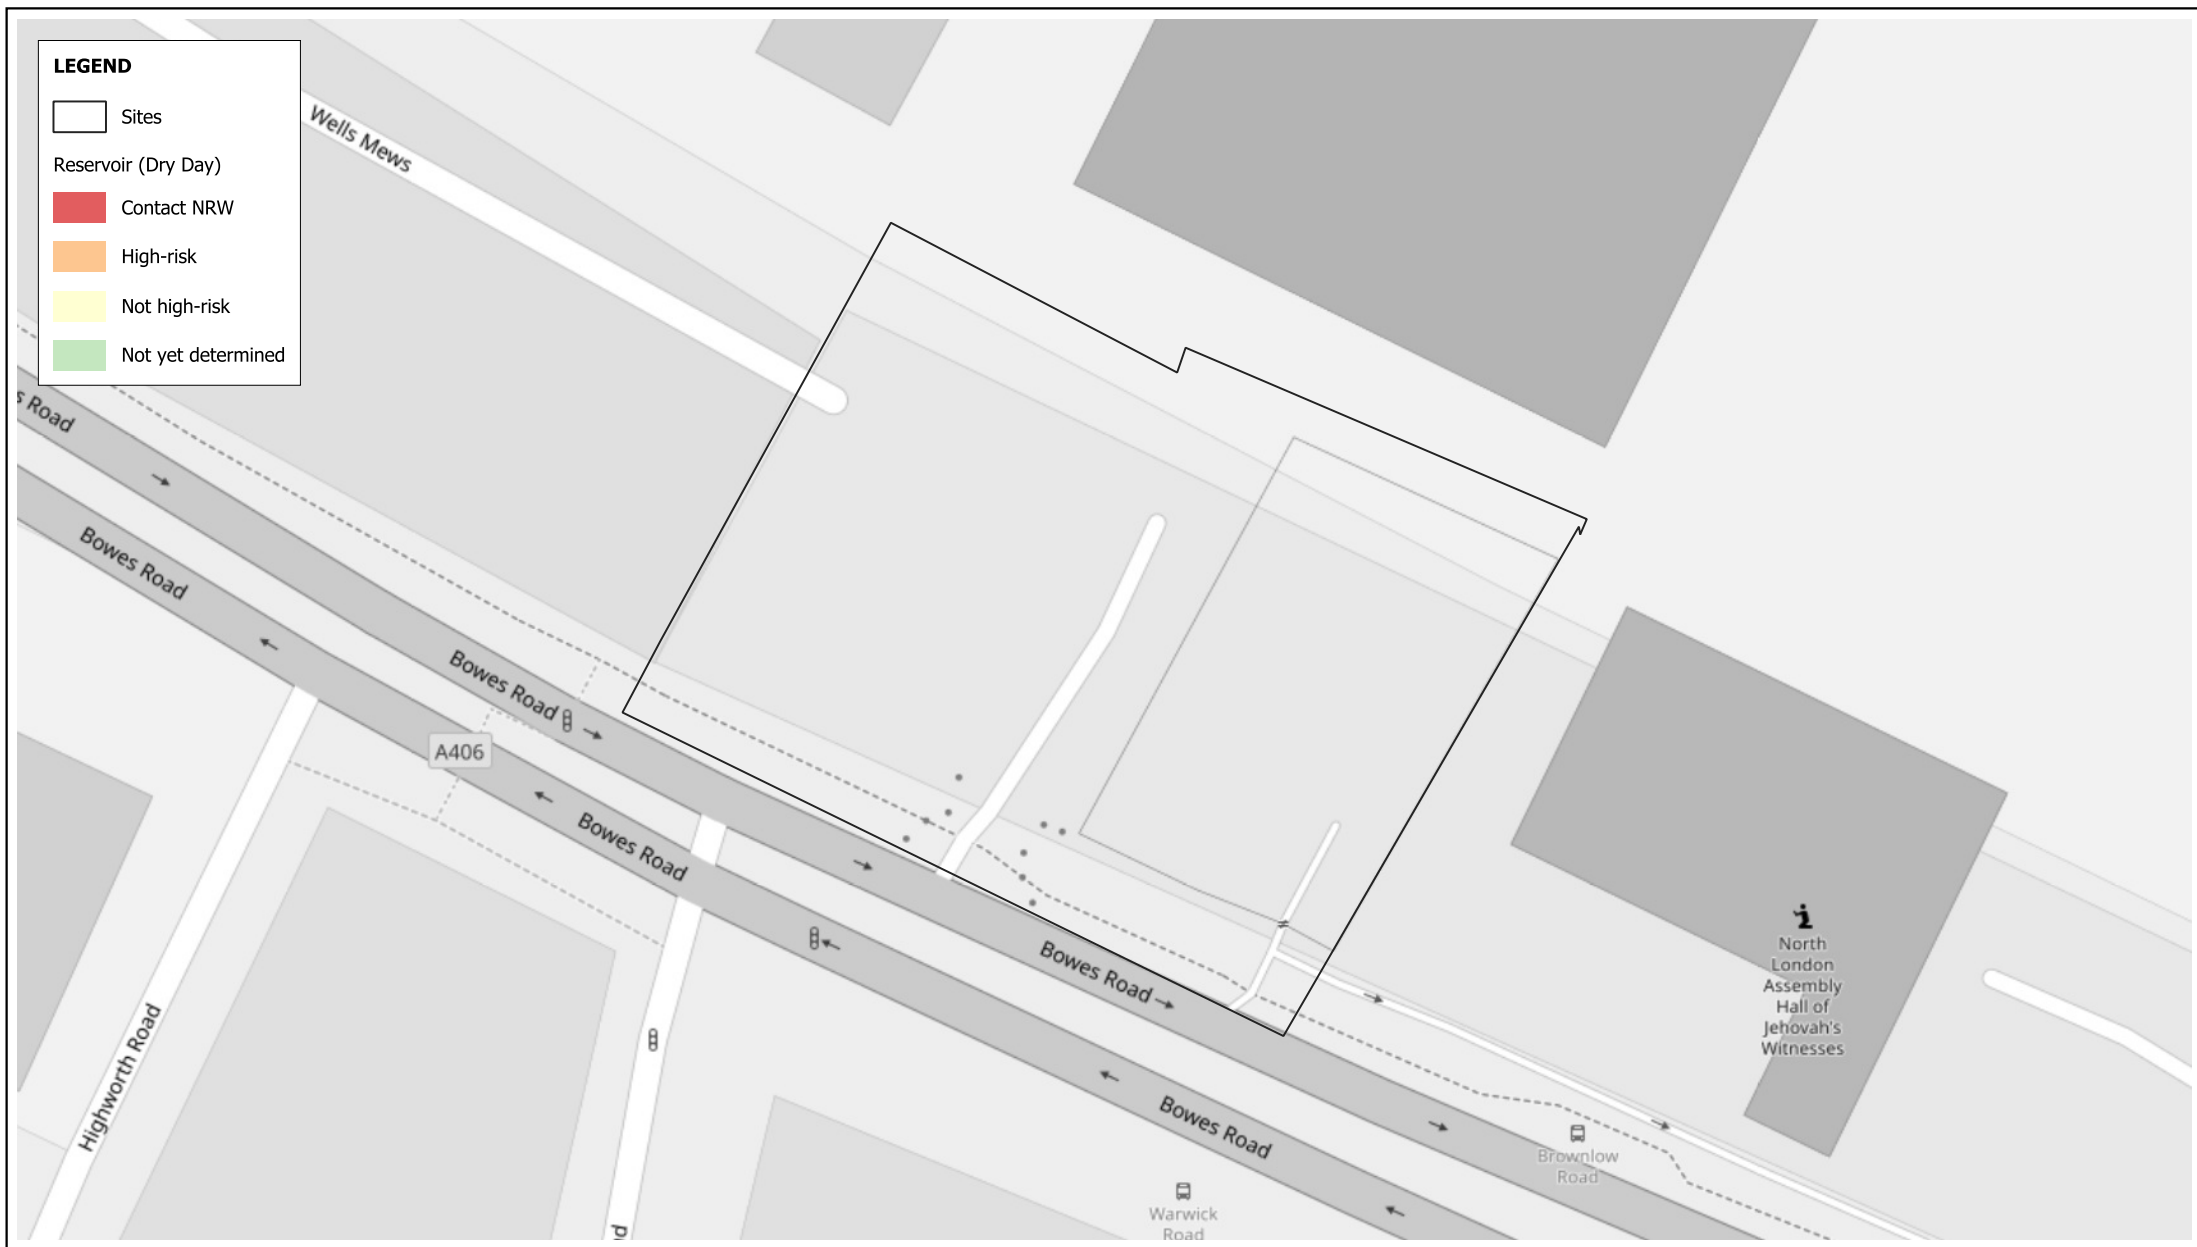 LEGEND
Sites
Reservoir (Dry Day)
Contact NRW
High-risk
Not high-risk
Not yet determined
Wells Mews
s Road
Bowes Road
Bowes Road
A406
Bowes Road
Bowes Road
Bowes Road
Highworth Road
North
London
Assembly
Hall of
Jehovah's
Witnesses
Brownlow
Road
Warwick
Road
d